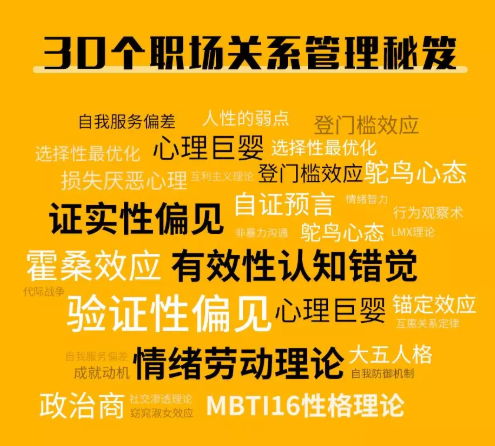 30个职场关系管理秘笈
自我服务偏差 人性的弱点 登门槛效应
选择性最优化 心理巨婴 选择性最优化
损失厌恶心理 互利主义理论 登门槛效应 鸵鸟心态
证实性偏见 自证预言 情绪智力 行为观察术
非暴力沟通 鸵鸟心态 LMX理论
霍桑效应 有效性认知错觉
代际战争
验证性偏见 心理巨婴 锚定效应
互惠关系定律
自我服务偏差 情绪劳动理论 大五人格
成就动机 自我防御机制
政治商 社交渗透理论 MBTI16性格理论
窈窕淑女效应